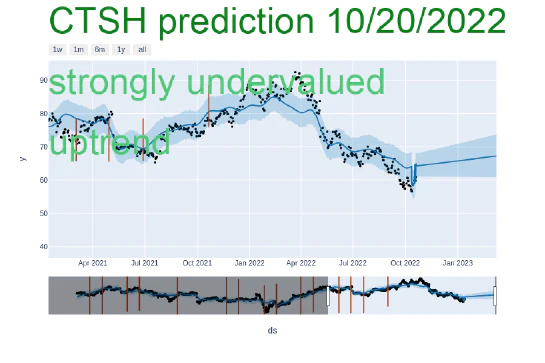 CTSH prediction 10/20/2022
1w 1m 6m 1y all
strongly undervalued
uptrend
90
80
70
60
50
40
y
Apr 2021 Jul 2021 Oct 2021 Jan 2022 Apr 2022 Jul 2022 Oct 2022 Jan 2023
ds